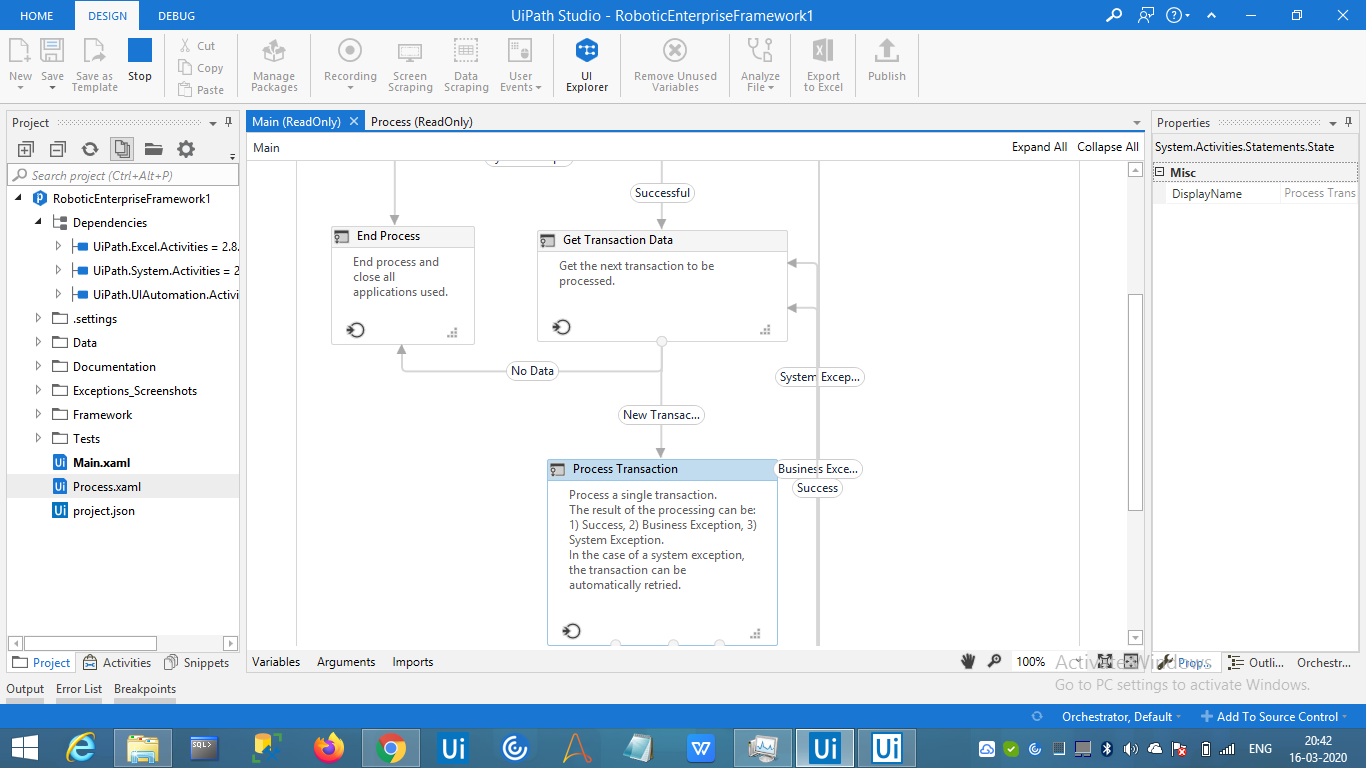 HOME DESIGN DEBUG UiPath Studio - RoboticEnterpriseFramework1
New Save Save as Template Stop
Cut
Copy
Paste
Manage Packages
Recording
Screen Scraping
Data Scraping
User Events
UI Explorer
Remove Unused Variables
Analyze File
Export to Excel
Publish
Project
Search project (Ctrl+Alt+P)
RoboticEnterpriseFramework1
Dependencies
UiPath.Excel.Activities = 2.8.
UiPath.System.Activities = 2
UiPath.UIAutomation.Activi
.settings
Data
Documentation
Exceptions_Screenshots
Framework
Tests
Main.xaml
Process.xaml
project.json
Project Activities Snippets
Main (ReadOnly) Process (ReadOnly)
Main Expand All Collapse All
Successful
End Process
End process and
close all
applications used.
Get Transaction Data
Get the next transaction to be
processed.
No Data
System Excep...
New Transac...
Process Transaction
Business Exce...
Success
Process a single transaction.
The result of the processing can be:
1) Success, 2) Business Exception, 3)
System Exception.
In the case of a system exception,
the transaction can be
automatically retried.
Variables Arguments Imports 100%
Properties
System.Activities.Statements.State
Misc
DisplayName Process Trans
Prop... Outli... Orchestr...
Activate Windows
Go to PC settings to activate Windows.
Output Error List Breakpoints
Orchestrator, Default Add To Source Control
SQL Ui W Ui Ui
ENG
20:42
16-03-2020